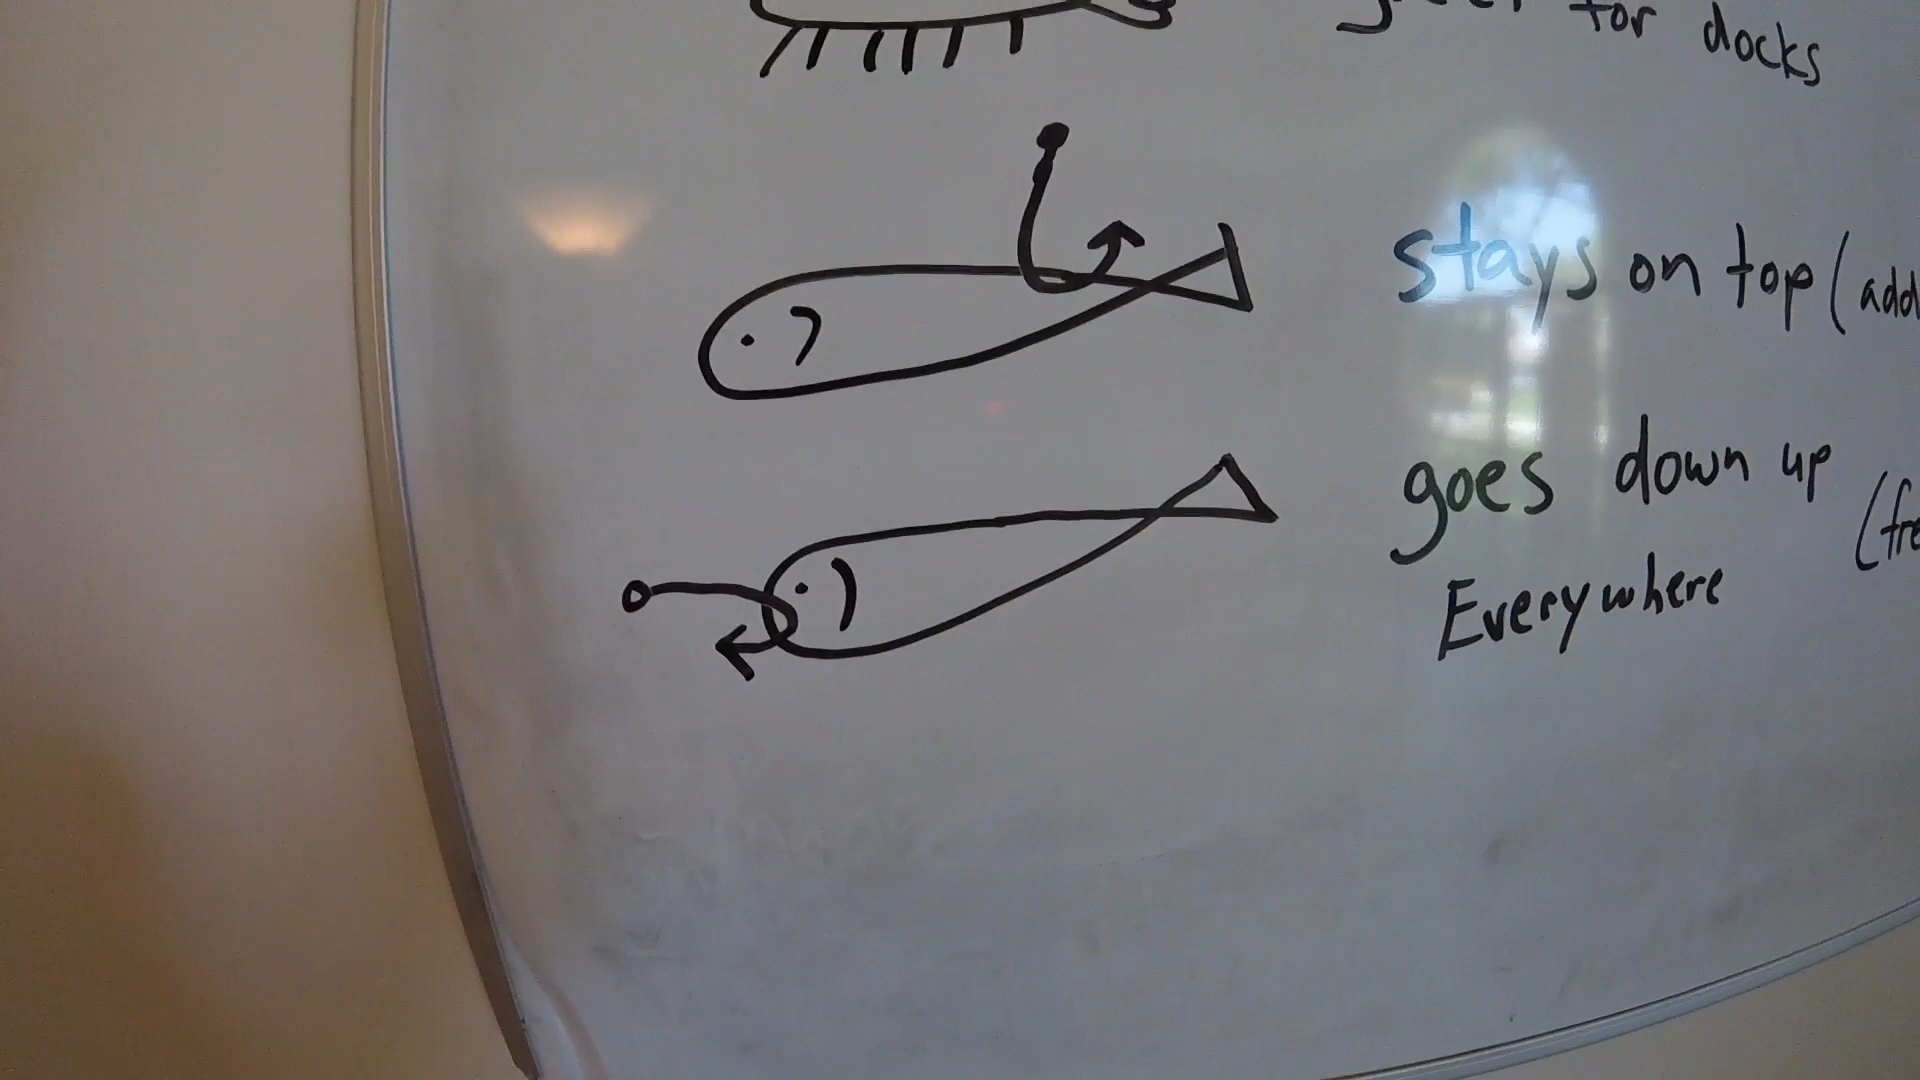 for docks
stays on top (add
goes down up
Everywhere